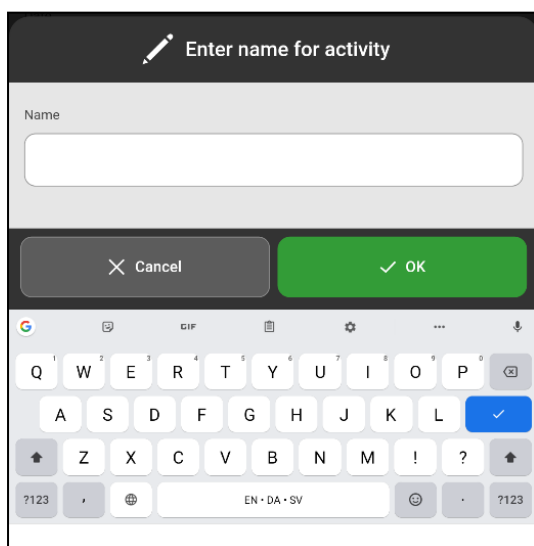 Enter name for activity
Name
Cancel
OK
G GIF
Q 1 W 2 E 3 R 4 T 5 Y 6 U 7 I 8 O 9 P 0
A S D F G H J K L
Z X C V B N M ! ?
?123 , EN • DA • SV . ?123